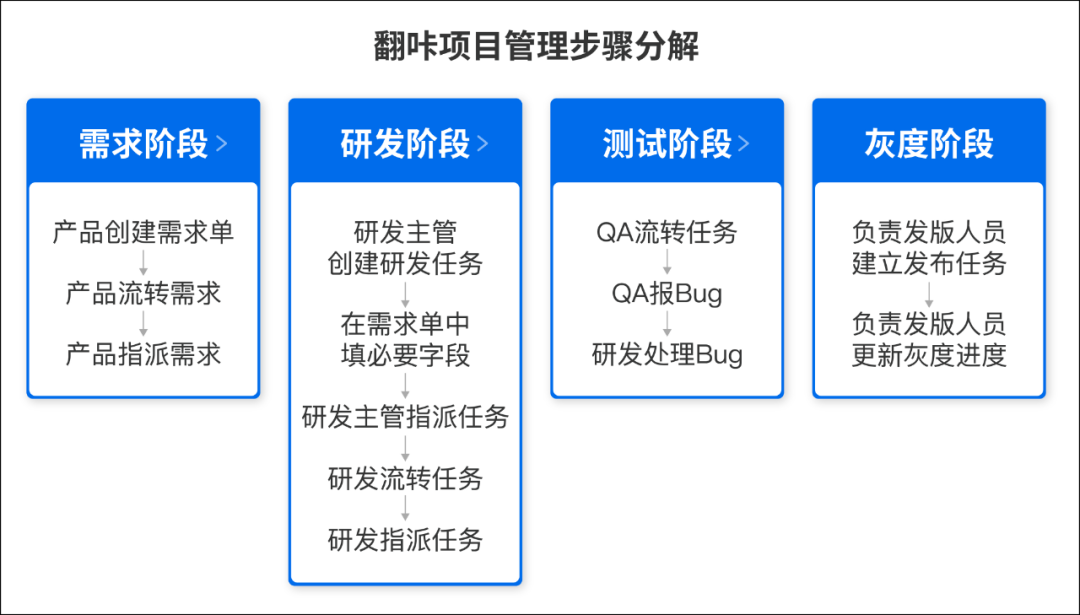 翻咔项目管理步骤分解
需求阶段
产品创建需求单
产品流转需求
产品指派需求
研发阶段
研发主管
创建研发任务
在需求单中
填必要字段
研发主管指派任务
研发流转任务
研发指派任务
测试阶段
QA流转任务
QA报Bug
研发处理Bug
灰度阶段
负责发版人员
建立发布任务
负责发版人员
更新灰度进度